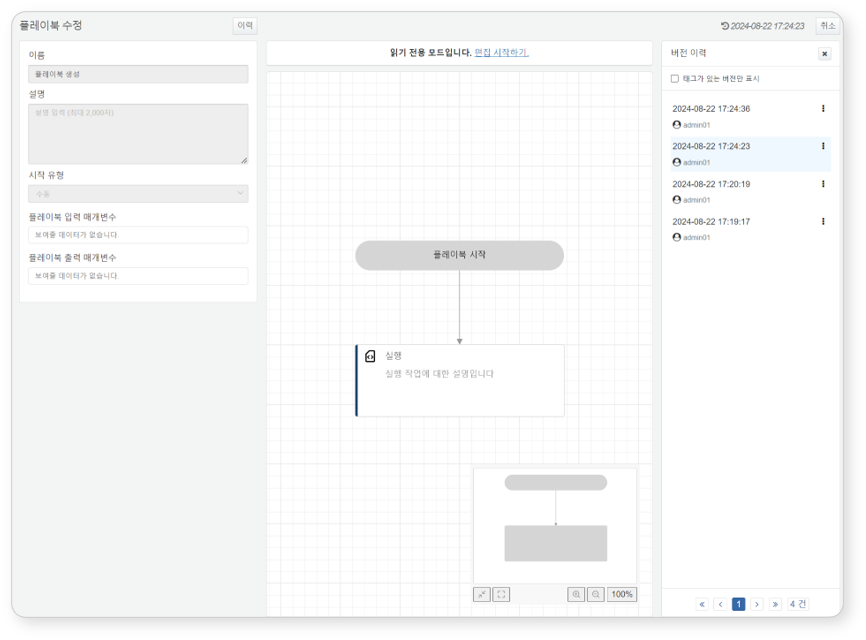 플레이북 수정
이력
2024-08-22 17:24:23
취소
이름
플레이북 생성
설명
설명 입력 (최대 2,000자)
시작 유형
수동
플레이북 입력 매개변수
보여줄 데이터가 없습니다.
플레이북 출력 매개변수
보여줄 데이터가 없습니다.
읽기 전용 모드입니다. 편집 시작하기.
플레이북 시작
실행
실행 작업에 대한 설명입니다
100%
버전 이력
태그가 있는 버전만 표시
2024-08-22 17:24:36
admin01
2024-08-22 17:24:23
admin01
2024-08-22 17:20:19
admin01
2024-08-22 17:19:17
admin01
« ‹ 1 › » 4 건